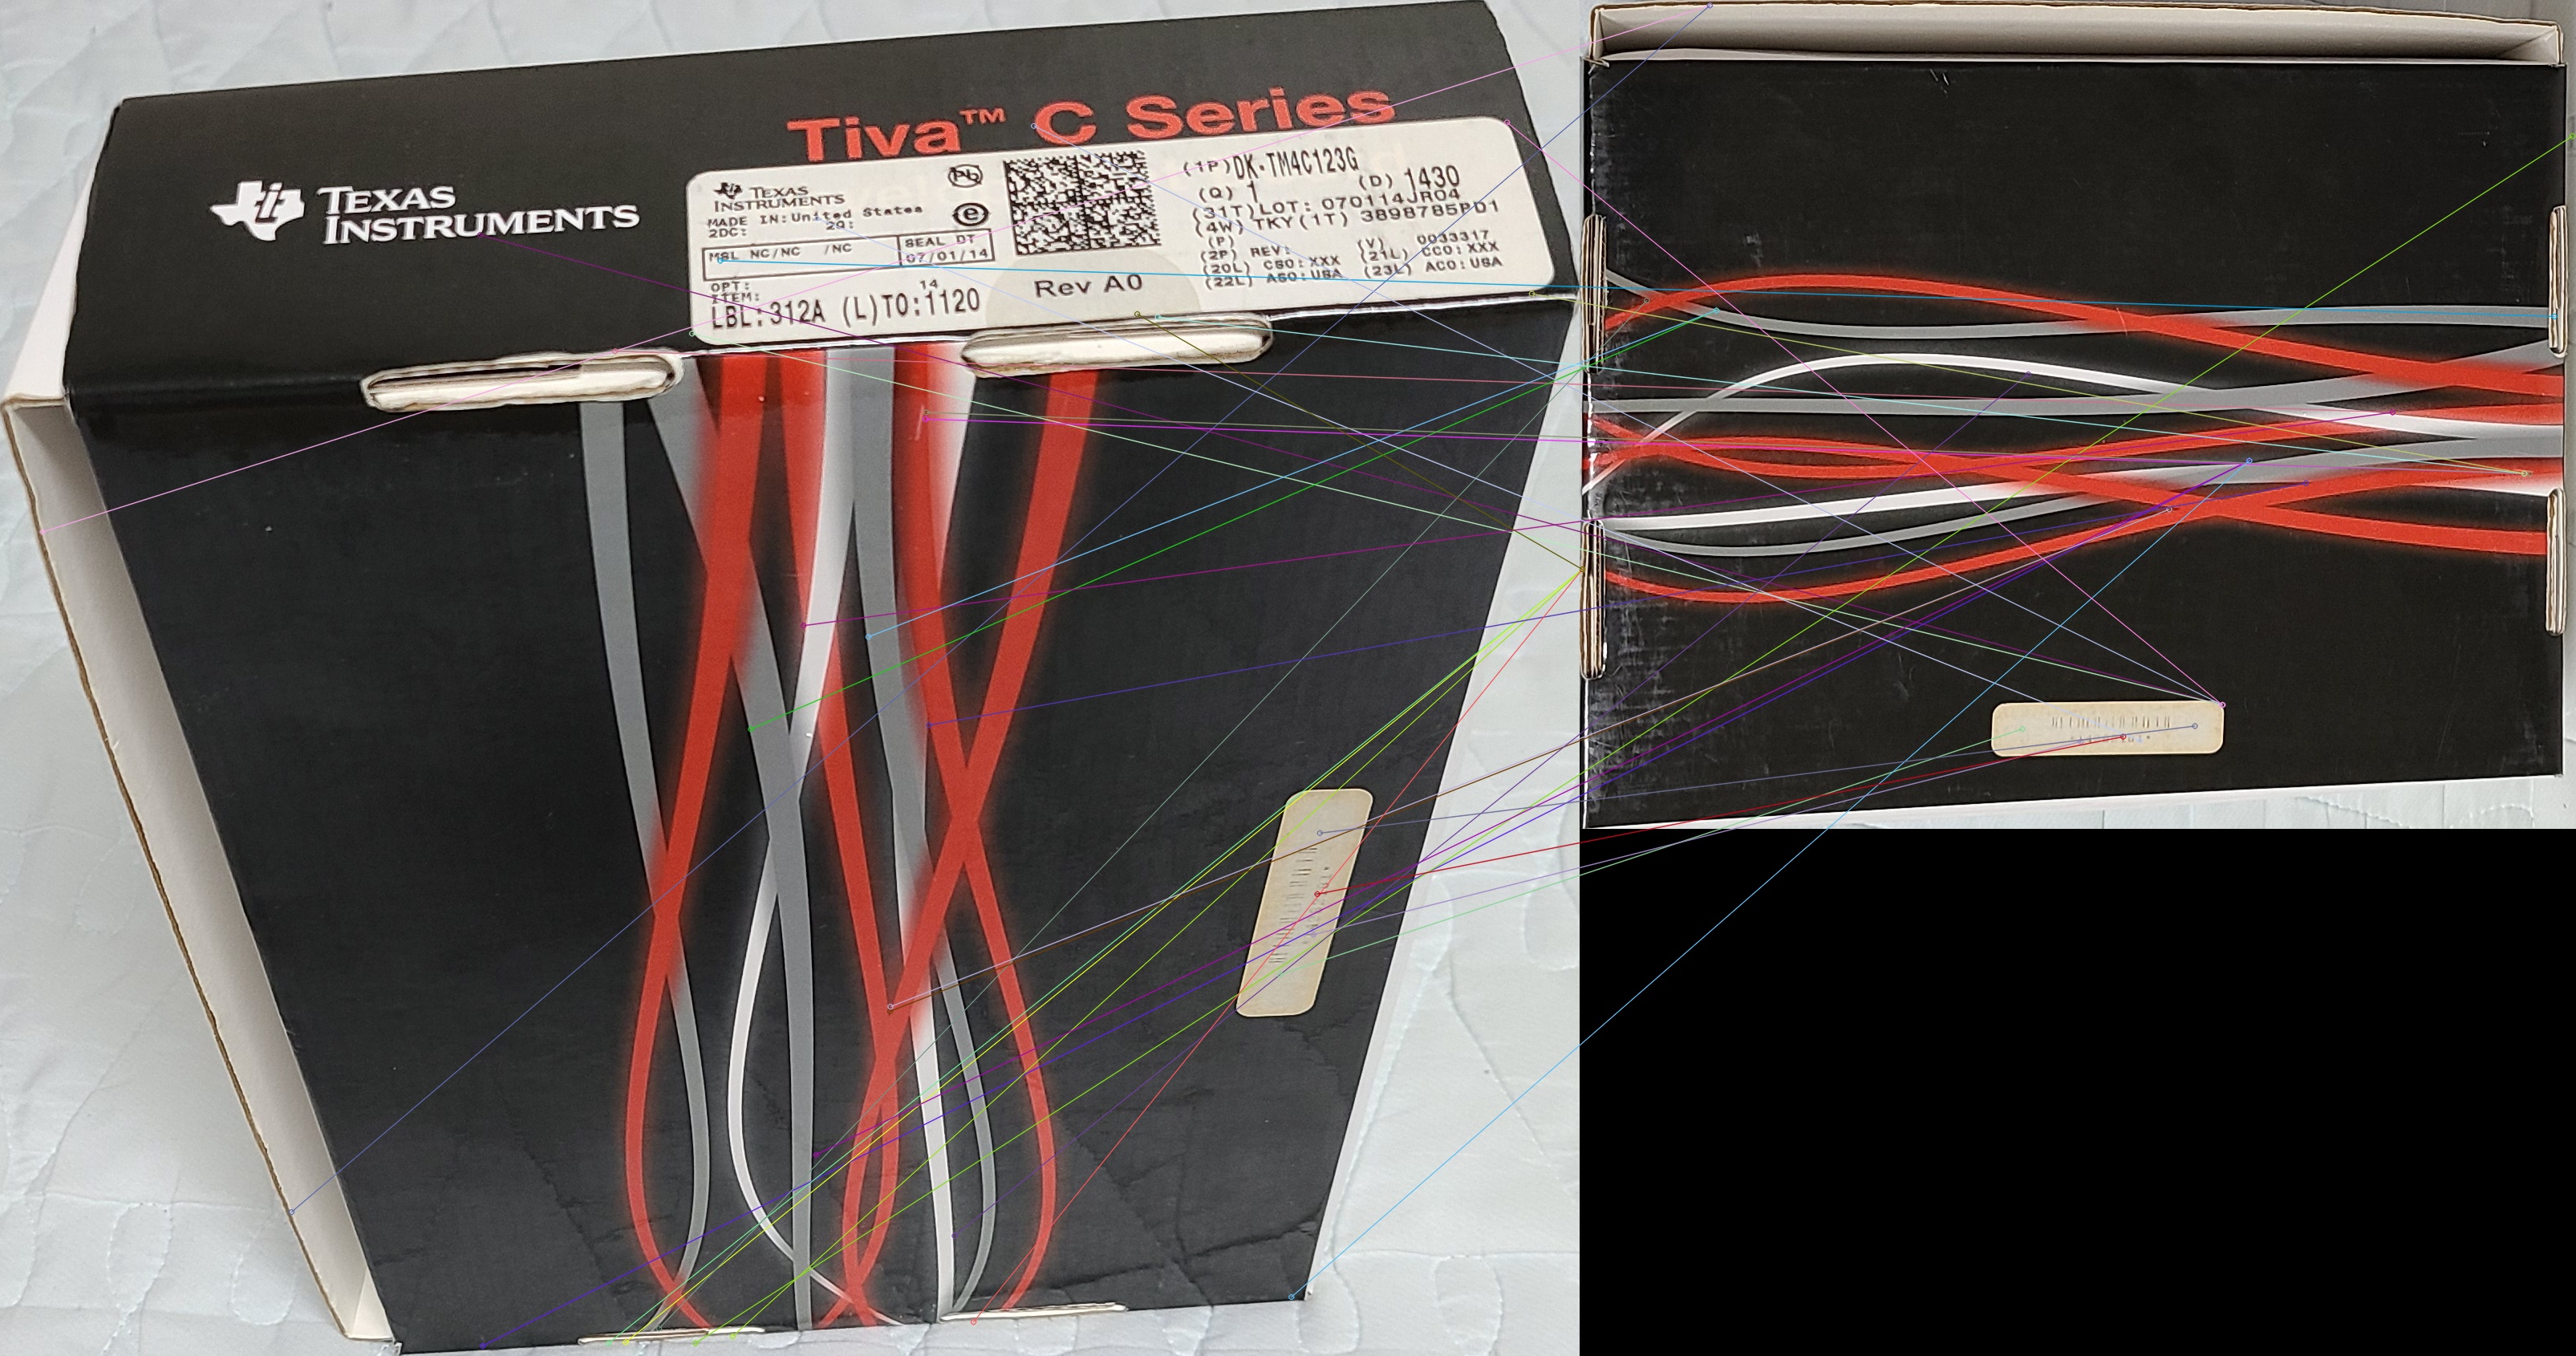 Tiva™ C Series
TEXAS
INSTRUMENTS
TEXAS
INSTRUMENTS
Pb
e
MADE IN:United States
2DC: 29:
MSL NC/NC /NC
SEAL DT
07/01/14
OPT:
ITEM: 14
LBL:312A (L)TO:1120
Rev A0
(1P)DK-TM4C123G
(Q) 1 (D) 1430
(31T)LOT: 070114JR04
(4W) TKY(1T) 3898785PD1
(P)
(2P) REV: (V) 0033317
(20L) CSO:XXX (21L) CCO:XXX
(22L) ASO:USA (23L) ACO:USA